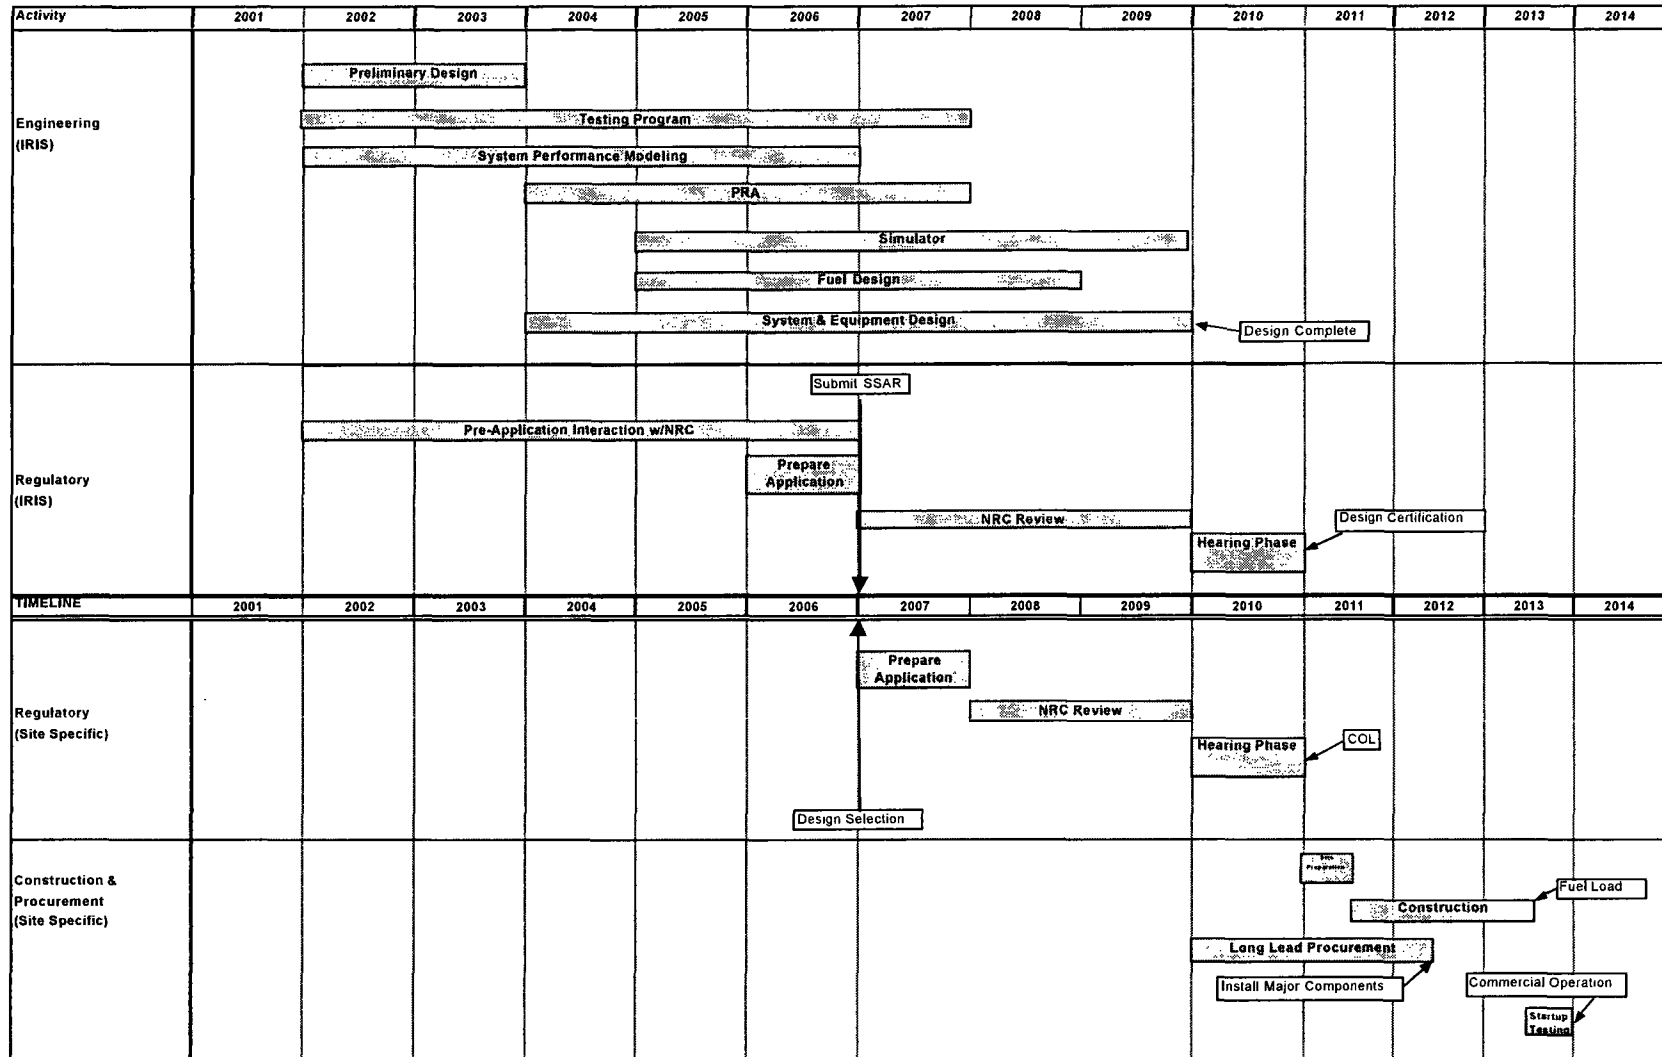 Activity 2001 2002 2003 2004 2005 2006 2007 2008 2009 2010 2011 2012 2013 2014
Preliminary Design
Engineering
(IRIS)
Testing Program
System Performance Modeling
PRA
Simulator
Fuel Design
System & Equipment Design
Design Complete
Submit SSAR
Pre-Application Interaction w/NRC
Regulatory
(IRIS)
Prepare
Application
NRC Review
Design Certification
Hearing Phase
TIMELINE 2001 2002 2003 2004 2005 2006 2007 2008 2009 2010 2011 2012 2013 2014
Prepare
Application
Regulatory
(Site Specific)
NRC Review
Hearing Phase
COL
Design Selection
Site
Preparation
Construction &
Procurement
(Site Specific)
Fuel Load
Construction
Long Lead Procurement
Install Major Components
Commercial Operation
Startup
Testing